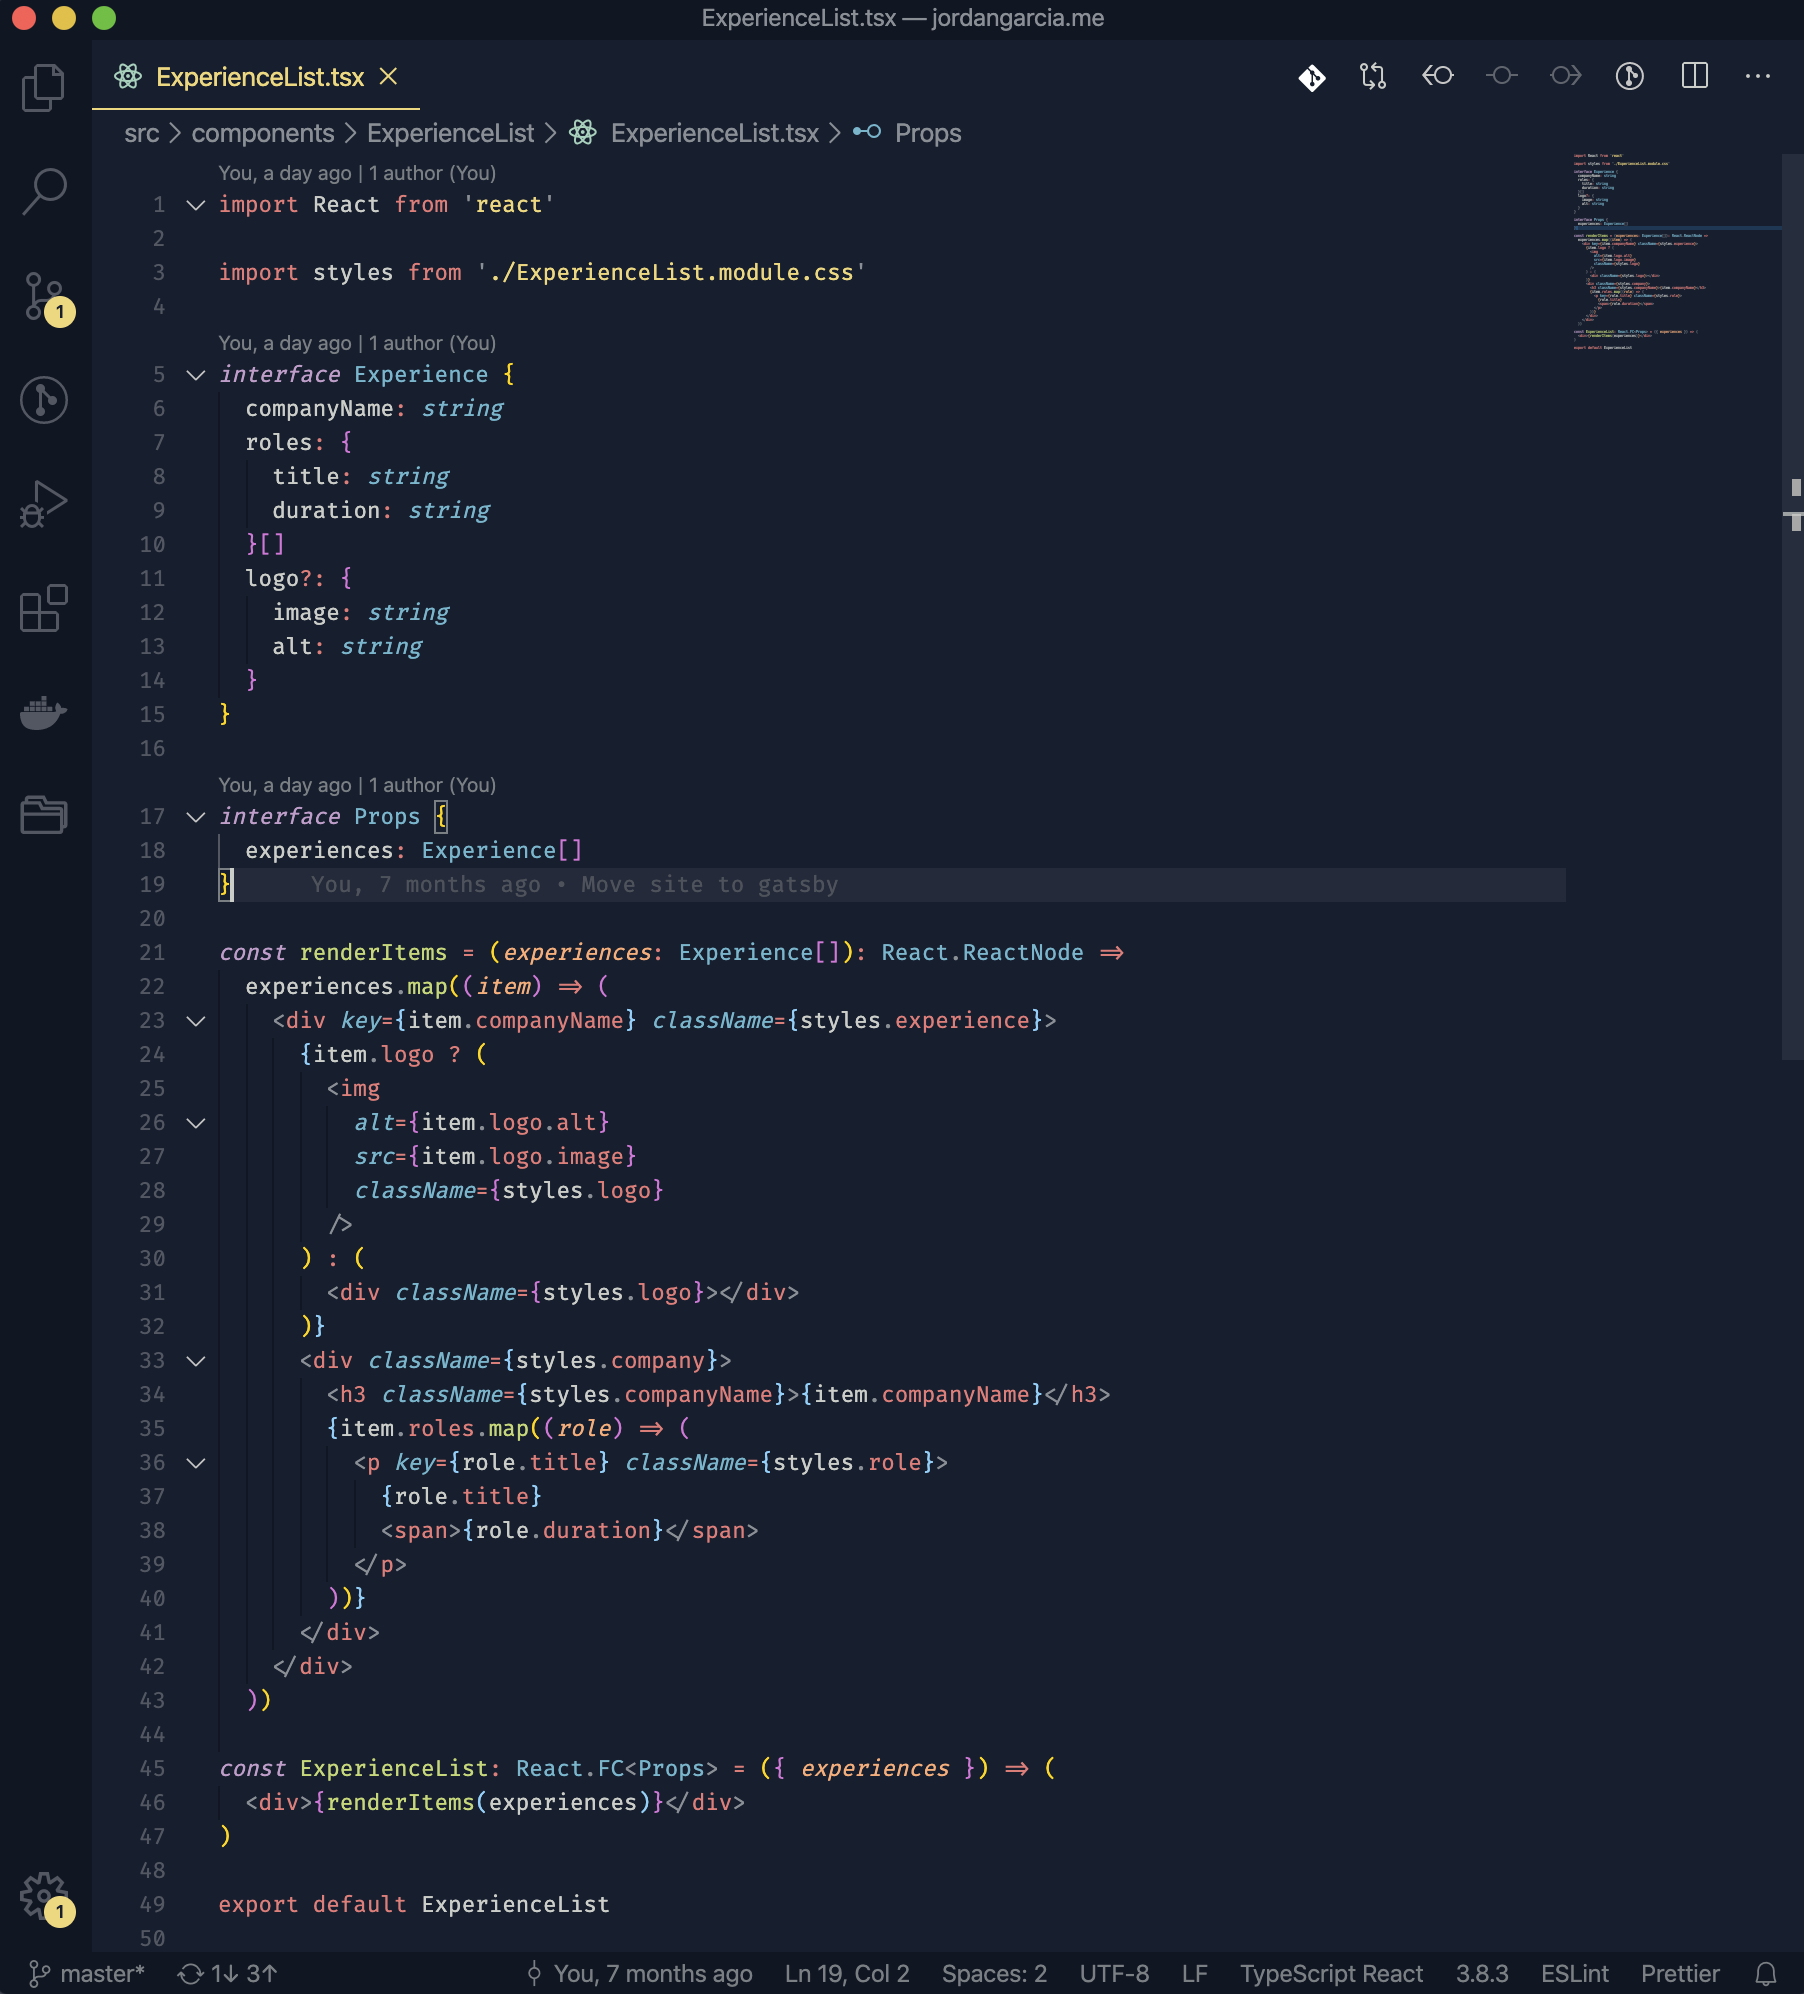 ExperienceList.tsx — jordangarcia.me
ExperienceList.tsx
src > components > ExperienceList > ExperienceList.tsx > Props
You, a day ago | 1 author (You)
1 import React from 'react'
2
3 import styles from './ExperienceList.module.css'
4
You, a day ago | 1 author (You)
5 interface Experience {
6   companyName: string
7   roles: {
8     title: string
9     duration: string
10   }[]
11   logo?: {
12     image: string
13     alt: string
14   }
15 }
16
You, a day ago | 1 author (You)
17 interface Props {
18   experiences: Experience[]
19 } You, 7 months ago • Move site to gatsby
20
21 const renderItems = (experiences: Experience[]): React.ReactNode =>
22   experiences.map((item) => (
23     <div key={item.companyName} className={styles.experience}>
24       {item.logo ? (
25         <img
26           alt={item.logo.alt}
27           src={item.logo.image}
28           className={styles.logo}
29         />
30       ) : (
31         <div className={styles.logo}></div>
32       )}
33       <div className={styles.company}>
34         <h3 className={styles.companyName}>{item.companyName}</h3>
35         {item.roles.map((role) => (
36           <p key={role.title} className={styles.role}>
37             {role.title}
38             <span>{role.duration}</span>
39           </p>
40         ))}
41       </div>
42     </div>
43   ))
44
45 const ExperienceList: React.FC<Props> = ({ experiences }) => (
46   <div>{renderItems(experiences)}</div>
47 )
48
49 export default ExperienceList
50
1
1
master* 1↓ 3↑ You, 7 months ago Ln 19, Col 2 Spaces: 2 UTF-8 LF TypeScript React 3.8.3 ESLint Prettier